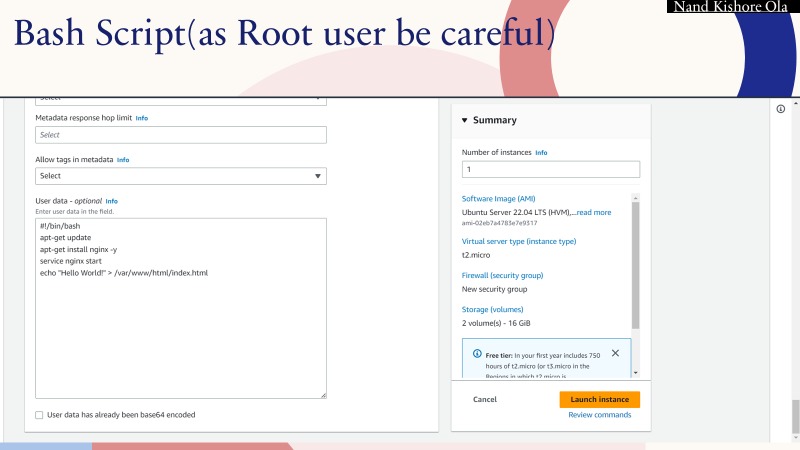 Nand Kishore Ola
Bash Script(as Root user be careful)
Select
Metadata response hop limit Info
Select
Allow tags in metadata Info
Select
User data - optional Info
Enter user data in the field.
#!/bin/bash
apt-get update
apt-get install nginx -y
service nginx start
echo "Hello World!" > /var/www/html/index.html
User data has already been base64 encoded
Summary
Number of instances Info
1
Software Image (AMI)
Ubuntu Server 22.04 LTS (HVM),...read more
ami-02eb7a4783e7e9317
Virtual server type (instance type)
t2.micro
Firewall (security group)
New security group
Storage (volumes)
2 volume(s) - 16 GiB
Free tier: In your first year includes 750
hours of t2.micro (or t3.micro in the
Regions in which t2.micro is
Cancel
Launch instance
Review commands